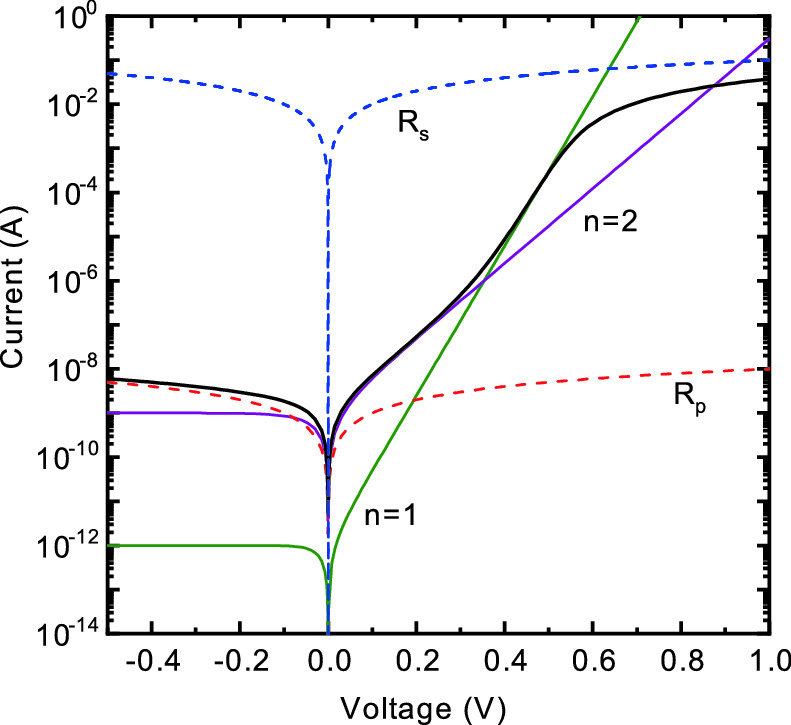 10^0
10^-2
10^-4
10^-6
10^-8
10^-10
10^-12
10^-14
Current (A)
R_s
n=2
R_p
n=1
-0.4 -0.2 0.0 0.2 0.4 0.6 0.8 1.0
Voltage (V)